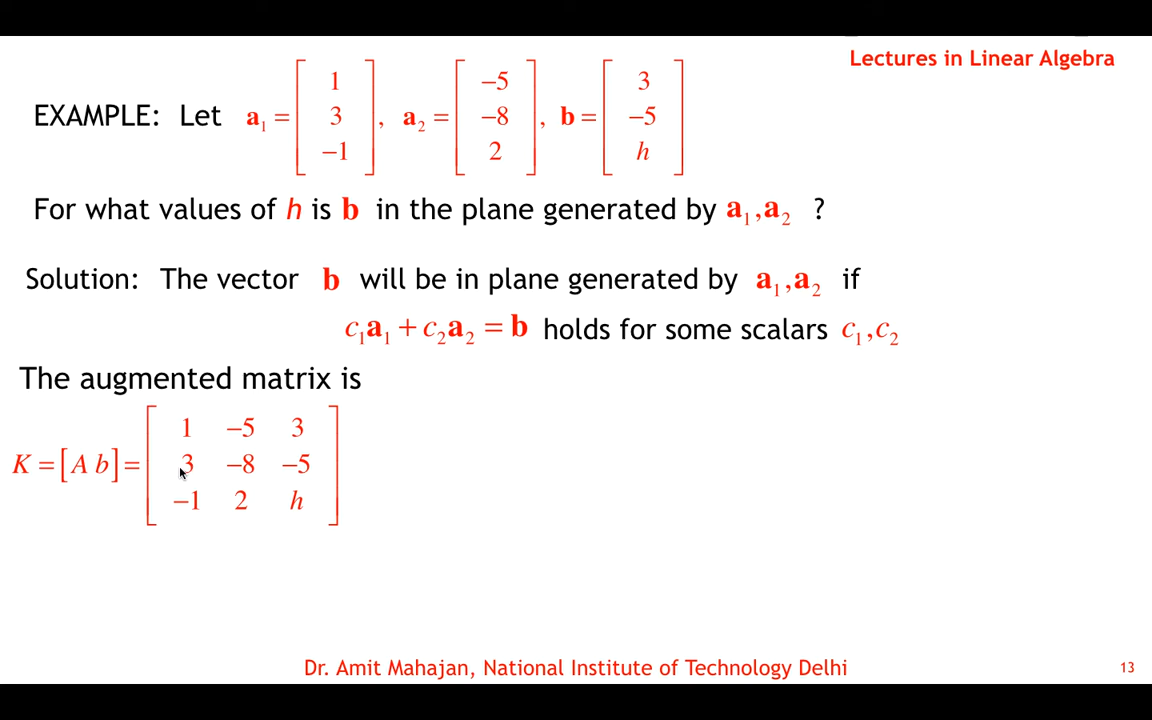 Lectures in Linear Algebra
EXAMPLE: Let a₁ = [ 1 3 −1 ], a₂ = [ −5 −8 2 ], b = [ 3 −5 h ]
For what values of h is b in the plane generated by a₁,a₂ ?
Solution: The vector b will be in plane generated by a₁,a₂ if
c₁a₁ + c₂a₂ = b holds for some scalars c₁,c₂
The augmented matrix is
1 −5 3
K = [A b] = 3 −8 −5
−1 2 h
Dr. Amit Mahajan, National Institute of Technology Delhi
13